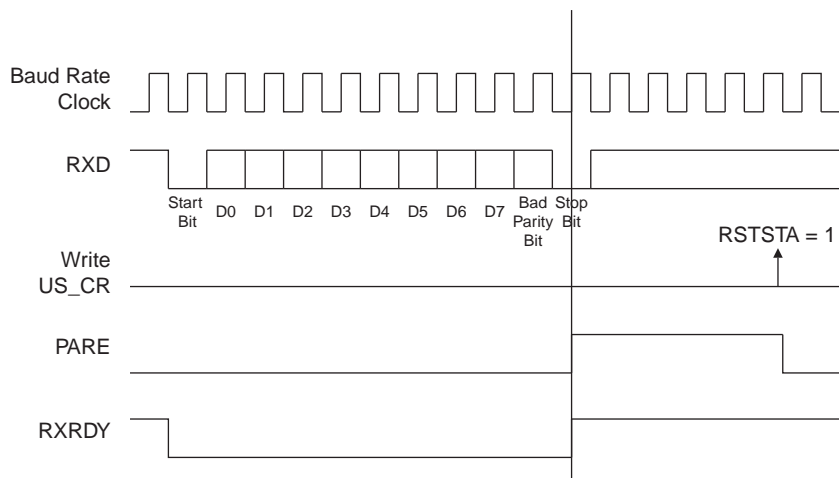 Baud Rate
Clock
RXD
Start
Bit
D0 D1 D2 D3 D4 D5 D6 D7
Bad
Parity
Bit
Stop
Bit
RSTSTA = 1
Write
US_CR
PARE
RXRDY